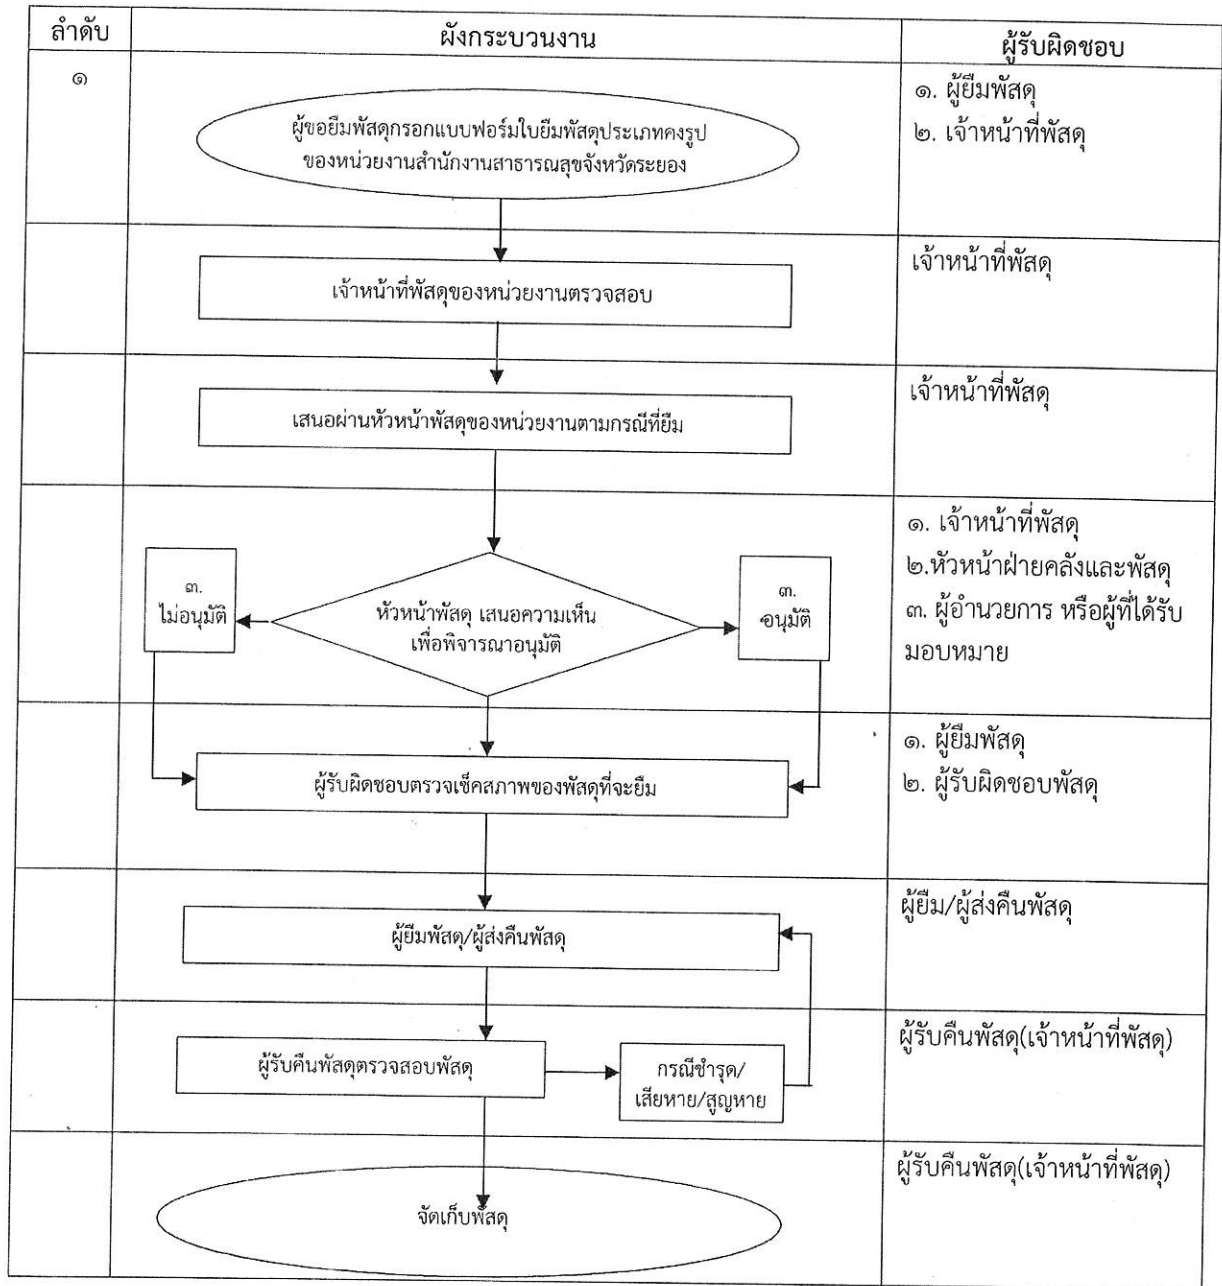 ลำดับ
ผังกระบวนงาน
ผู้รับผิดชอบ
๑
ผู้ขอยืมพัสดุกรอกแบบฟอร์มใบยืมพัสดุประเภทคงรูป
ของหน่วยงานสำนักงานสาธารณสุขจังหวัดระยอง
๑. ผู้ยืมพัสดุ
๒. เจ้าหน้าที่พัสดุ
เจ้าหน้าที่พัสดุของหน่วยงานตรวจสอบ
เจ้าหน้าที่พัสดุ
เสนอผ่านหัวหน้าพัสดุของหน่วยงานตามกรณีที่ยืม
เจ้าหน้าที่พัสดุ
๓.
ไม่อนุมัติ
หัวหน้าพัสดุ เสนอความเห็น
เพื่อพิจารณาอนุมัติ
๓.
อนุมัติ
๑. เจ้าหน้าที่พัสดุ
๒.หัวหน้าฝ่ายคลังและพัสดุ
๓. ผู้อำนวยการ หรือผู้ที่ได้รับ
มอบหมาย
ผู้รับผิดชอบตรวจเช็คสภาพของพัสดุที่จะยืม
๑. ผู้ยืมพัสดุ
๒. ผู้รับผิดชอบพัสดุ
ผู้ยืมพัสดุ/ผู้ส่งคืนพัสดุ
ผู้ยืม/ผู้ส่งคืนพัสดุ
ผู้รับคืนพัสดุตรวจสอบพัสดุ
กรณีชำรุด/
เสียหาย/สูญหาย
ผู้รับคืนพัสดุ(เจ้าหน้าที่พัสดุ)
จัดเก็บพัสดุ
ผู้รับคืนพัสดุ(เจ้าหน้าที่พัสดุ)